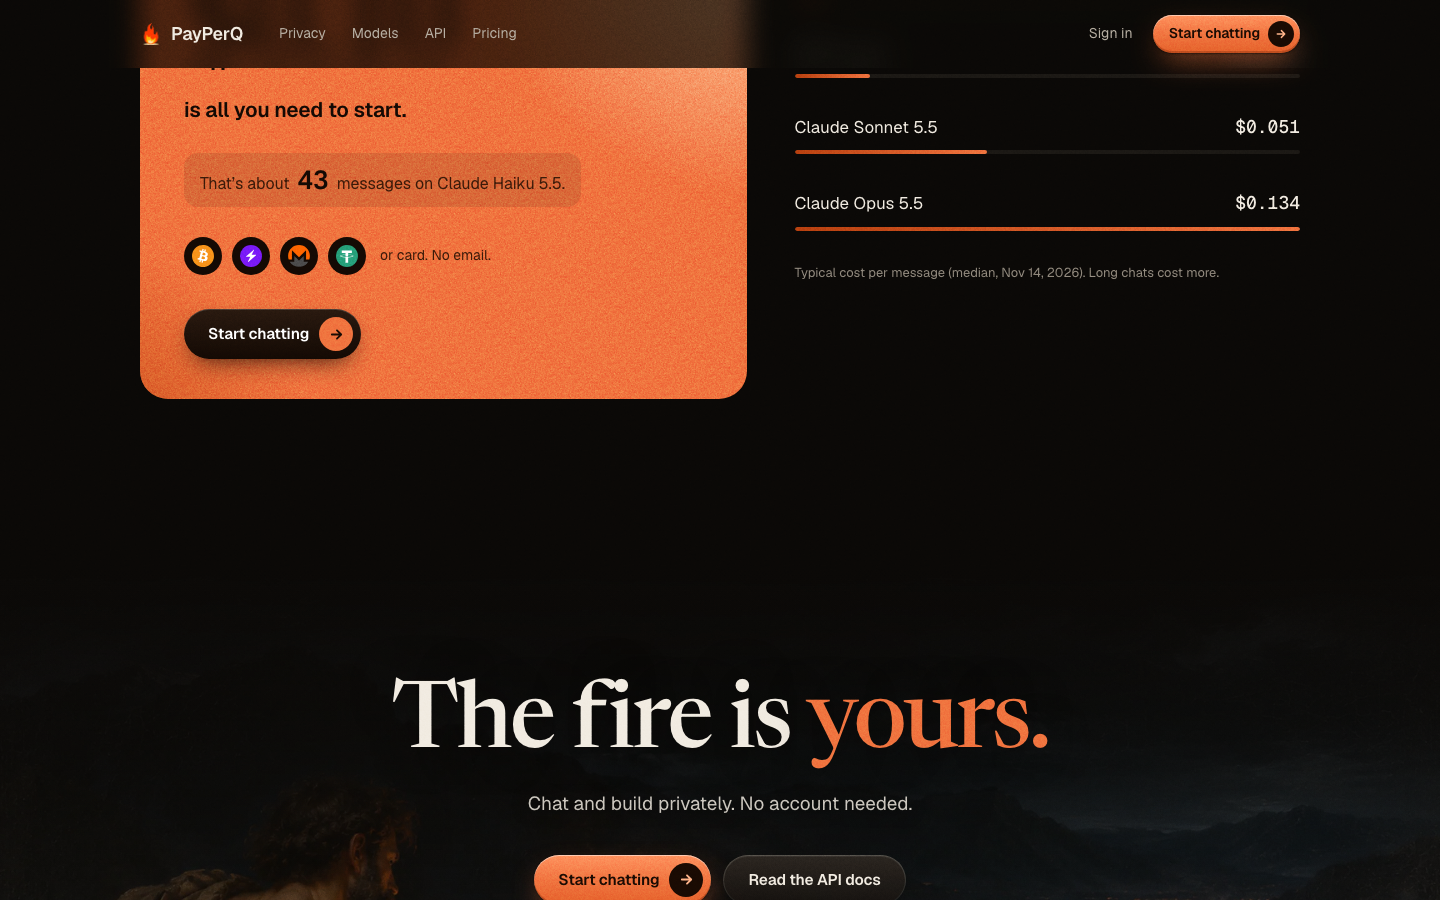 PayPerQ
Privacy
Models
API
Pricing
Sign in
Start chatting
is all you need to start.
That's about 43 messages on Claude Haiku 5.5.
or card. No email.
Start chatting
Claude Sonnet 5.5
$0.051
Claude Opus 5.5
$0.134
Typical cost per message (median, Nov 14, 2026). Long chats cost more.
The fire is yours.
Chat and build privately. No account needed.
Start chatting
Read the API docs